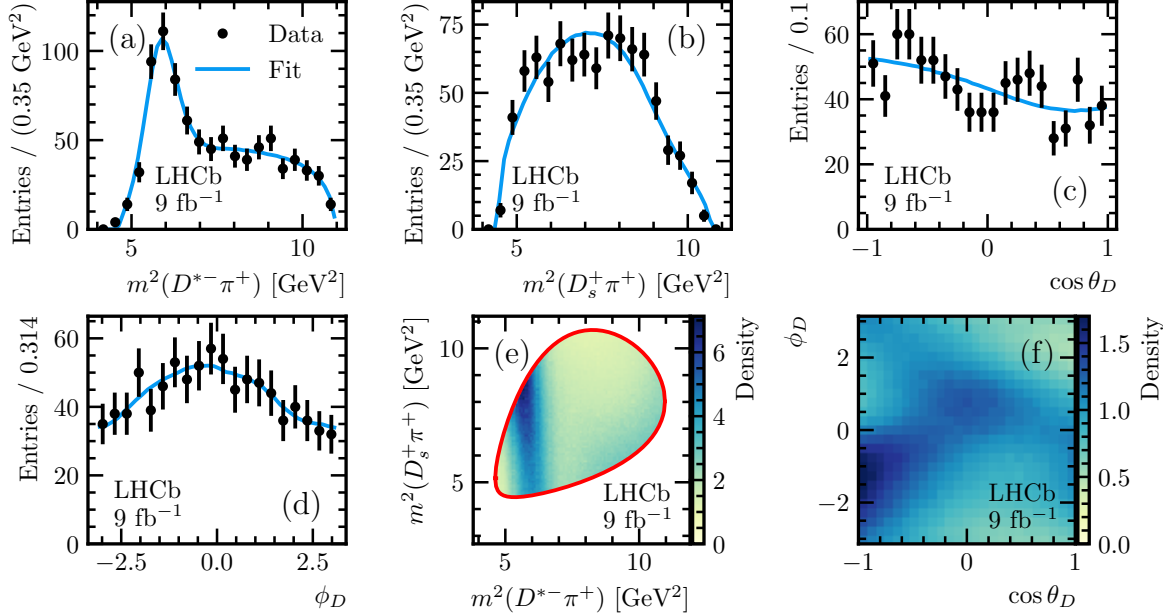 (a)
Data
Fit
LHCb
9 fb⁻¹
Entries / (0.35 GeV²)
0
50
100
5
10
m²(D*⁻π⁺) [GeV²]
(b)
LHCb
9 fb⁻¹
Entries / (0.35 GeV²)
0
25
50
75
5
10
m²(Dₛ⁺π⁺) [GeV²]
(c)
LHCb
9 fb⁻¹
Entries / 0.1
0
20
40
60
−1
0
1
cos θ_D
(d)
LHCb
9 fb⁻¹
Entries / 0.314
0
20
40
60
−2.5
0.0
2.5
ϕ_D
(e)
LHCb
9 fb⁻¹
m²(Dₛ⁺π⁺) [GeV²]
5
10
5
10
m²(D*⁻π⁺) [GeV²]
Density
0
2
4
6
(f)
LHCb
9 fb⁻¹
ϕ_D
−2
0
2
−1
0
1
cos θ_D
Density
0.0
0.5
1.0
1.5